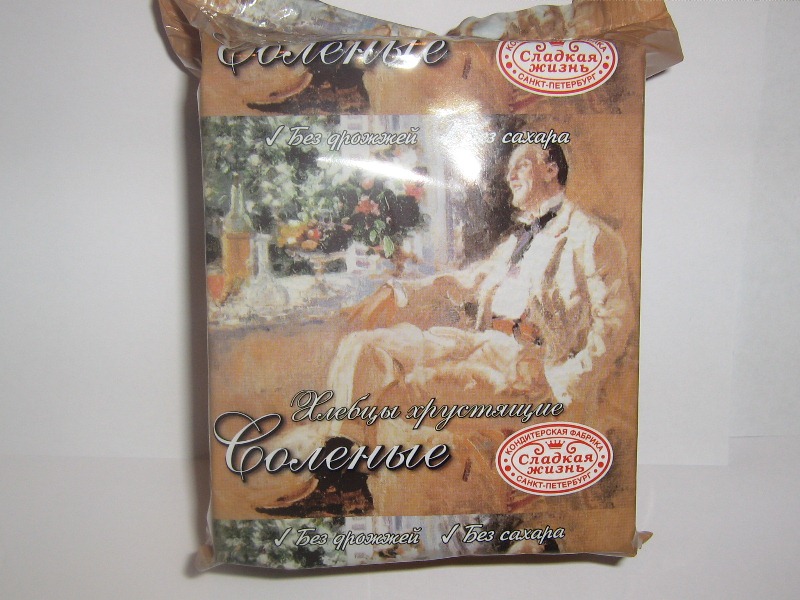 Соленые
КОНДИТЕРСКАЯ ФАБРИКА
Сладкая
жизнь
САНКТ-ПЕТЕРБУРГ
✓ Без дрожжей
сахара
Хлебцы хрустящие
Соленые
КОНДИТЕРСКАЯ ФАБРИКА
Сладкая
жизнь
САНКТ-ПЕТЕРБУРГ
✓ Без дрожжей ✓ Без сахара